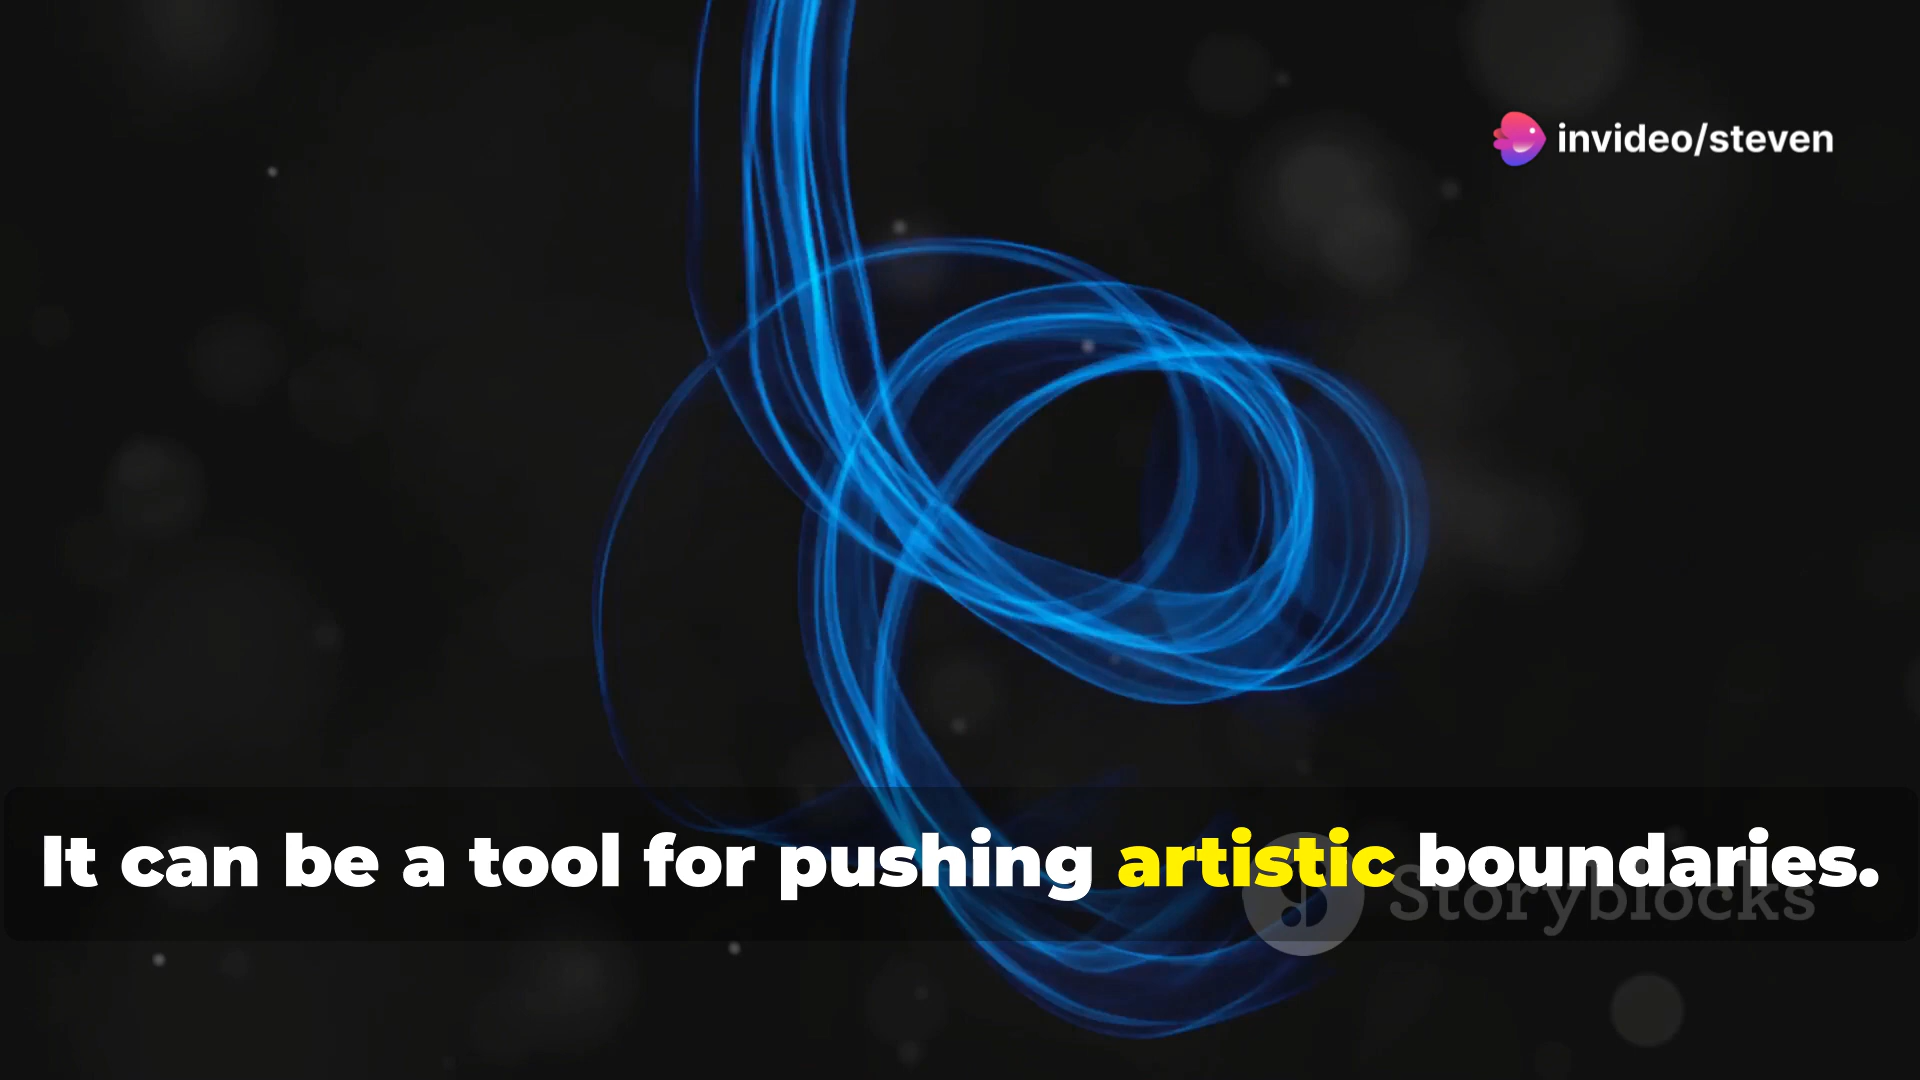 invideo/steven
It can be a tool for pushing artistic boundaries.
Storyblocks